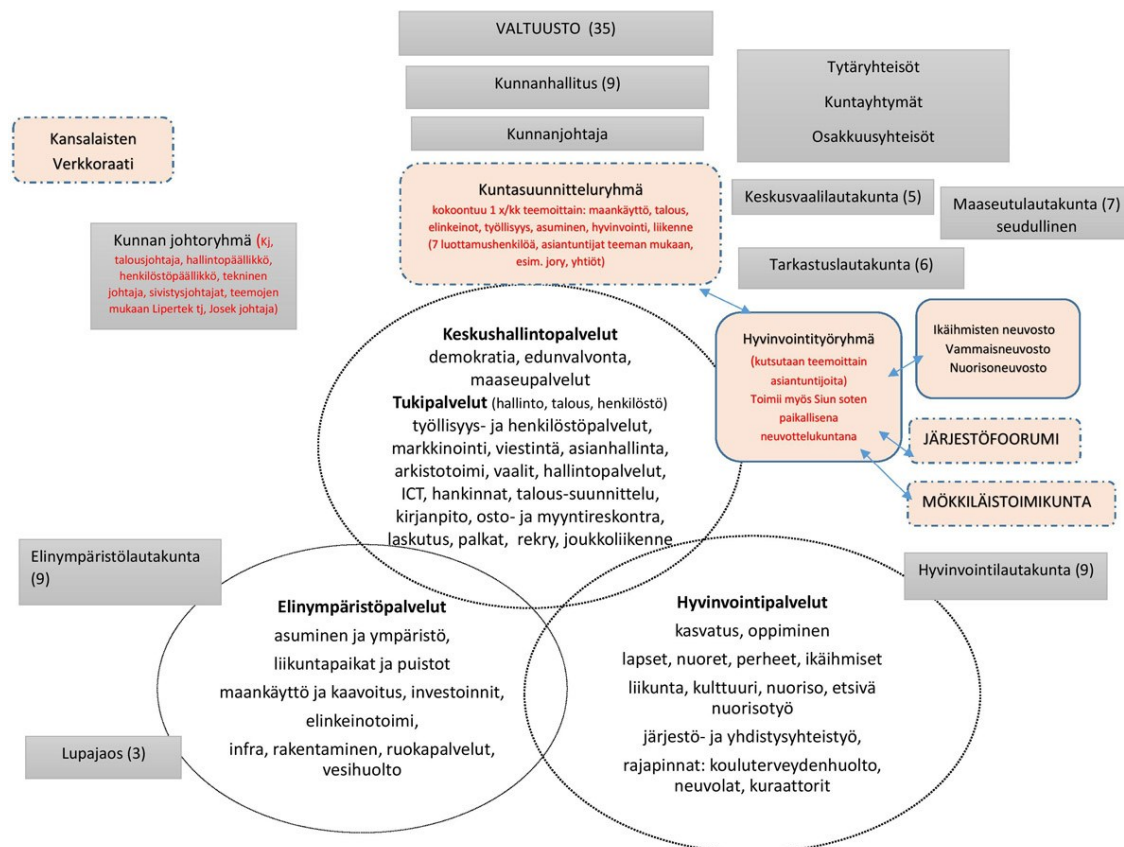 VALTUUSTO (35)
Kunnanhallitus (9)
Kunnanjohtaja
Tytäryhteisöt
Kuntayhtymät
Osakkuusyhteisöt
Kansalaisten
Verkkoraati
Kuntasuunnitteluryhmä
kokoontuu 1 x/kk teemoittain: maankäyttö, talous,
elinkeinot, työllisyys, asuminen, hyvinvointi, liikenne
(7 luottamushenkilöä, asiantuntijat teeman mukaan,
esim. jory, yhtiöt)
Keskusvaalilautakunta (5)
Maaseutulautakunta (7)
seudullinen
Tarkastuslautakunta (6)
Kunnan johtoryhmä (Kj,
talousjohtaja, hallintopäällikkö,
henkilöstöpäällikkö, tekninen
johtaja, sivistysjohtajat, teemojen
mukaan Lipertek tj, Josek johtaja)
Keskushallintopalvelut
demokratia, edunvalvonta,
maaseupalvelut
Tukipalvelut (hallinto, talous, henkilöstö)
työllisyys- ja henkilöstöpalvelut,
markkinointi, viestintä, asianhallinta,
arkistotoimi, vaalit, hallintopalvelut,
ICT, hankinnat, talous-suunnittelu,
kirjanpito, osto- ja myyntireskontra,
laskutus, palkat, rekry, joukkoliikenne
Hyvinvointityöryhmä
(kutsutaan teemoittain
asiantuntijoita)
Toimii myös Siun soten
paikallisena
neuvottelukuntana
Ikäihmisten neuvosto
Vammaisneuvosto
Nuorisoneuvosto
JÄRJESTÖFOORUMI
MÖKKILÄISTOIMIKUNTA
Elinympäristölautakunta
(9)
Hyvinvointilautakunta (9)
Elinympäristöpalvelut
asuminen ja ympäristö,
liikuntapaikat ja puistot
maankäyttö ja kaavoitus, investoinnit,
elinkeinotoimi,
infra, rakentaminen, ruokapalvelut,
vesihuolto
Lupajaos (3)
Hyvinvointipalvelut
kasvatus, oppiminen
lapset, nuoret, perheet, ikäihmiset
liikunta, kulttuuri, nuoriso, etsivä
nuorisotyö
järjestö- ja yhdistysyhteistyö,
rajapinnat: kouluterveydenhuolto,
neuvolat, kuraattorit